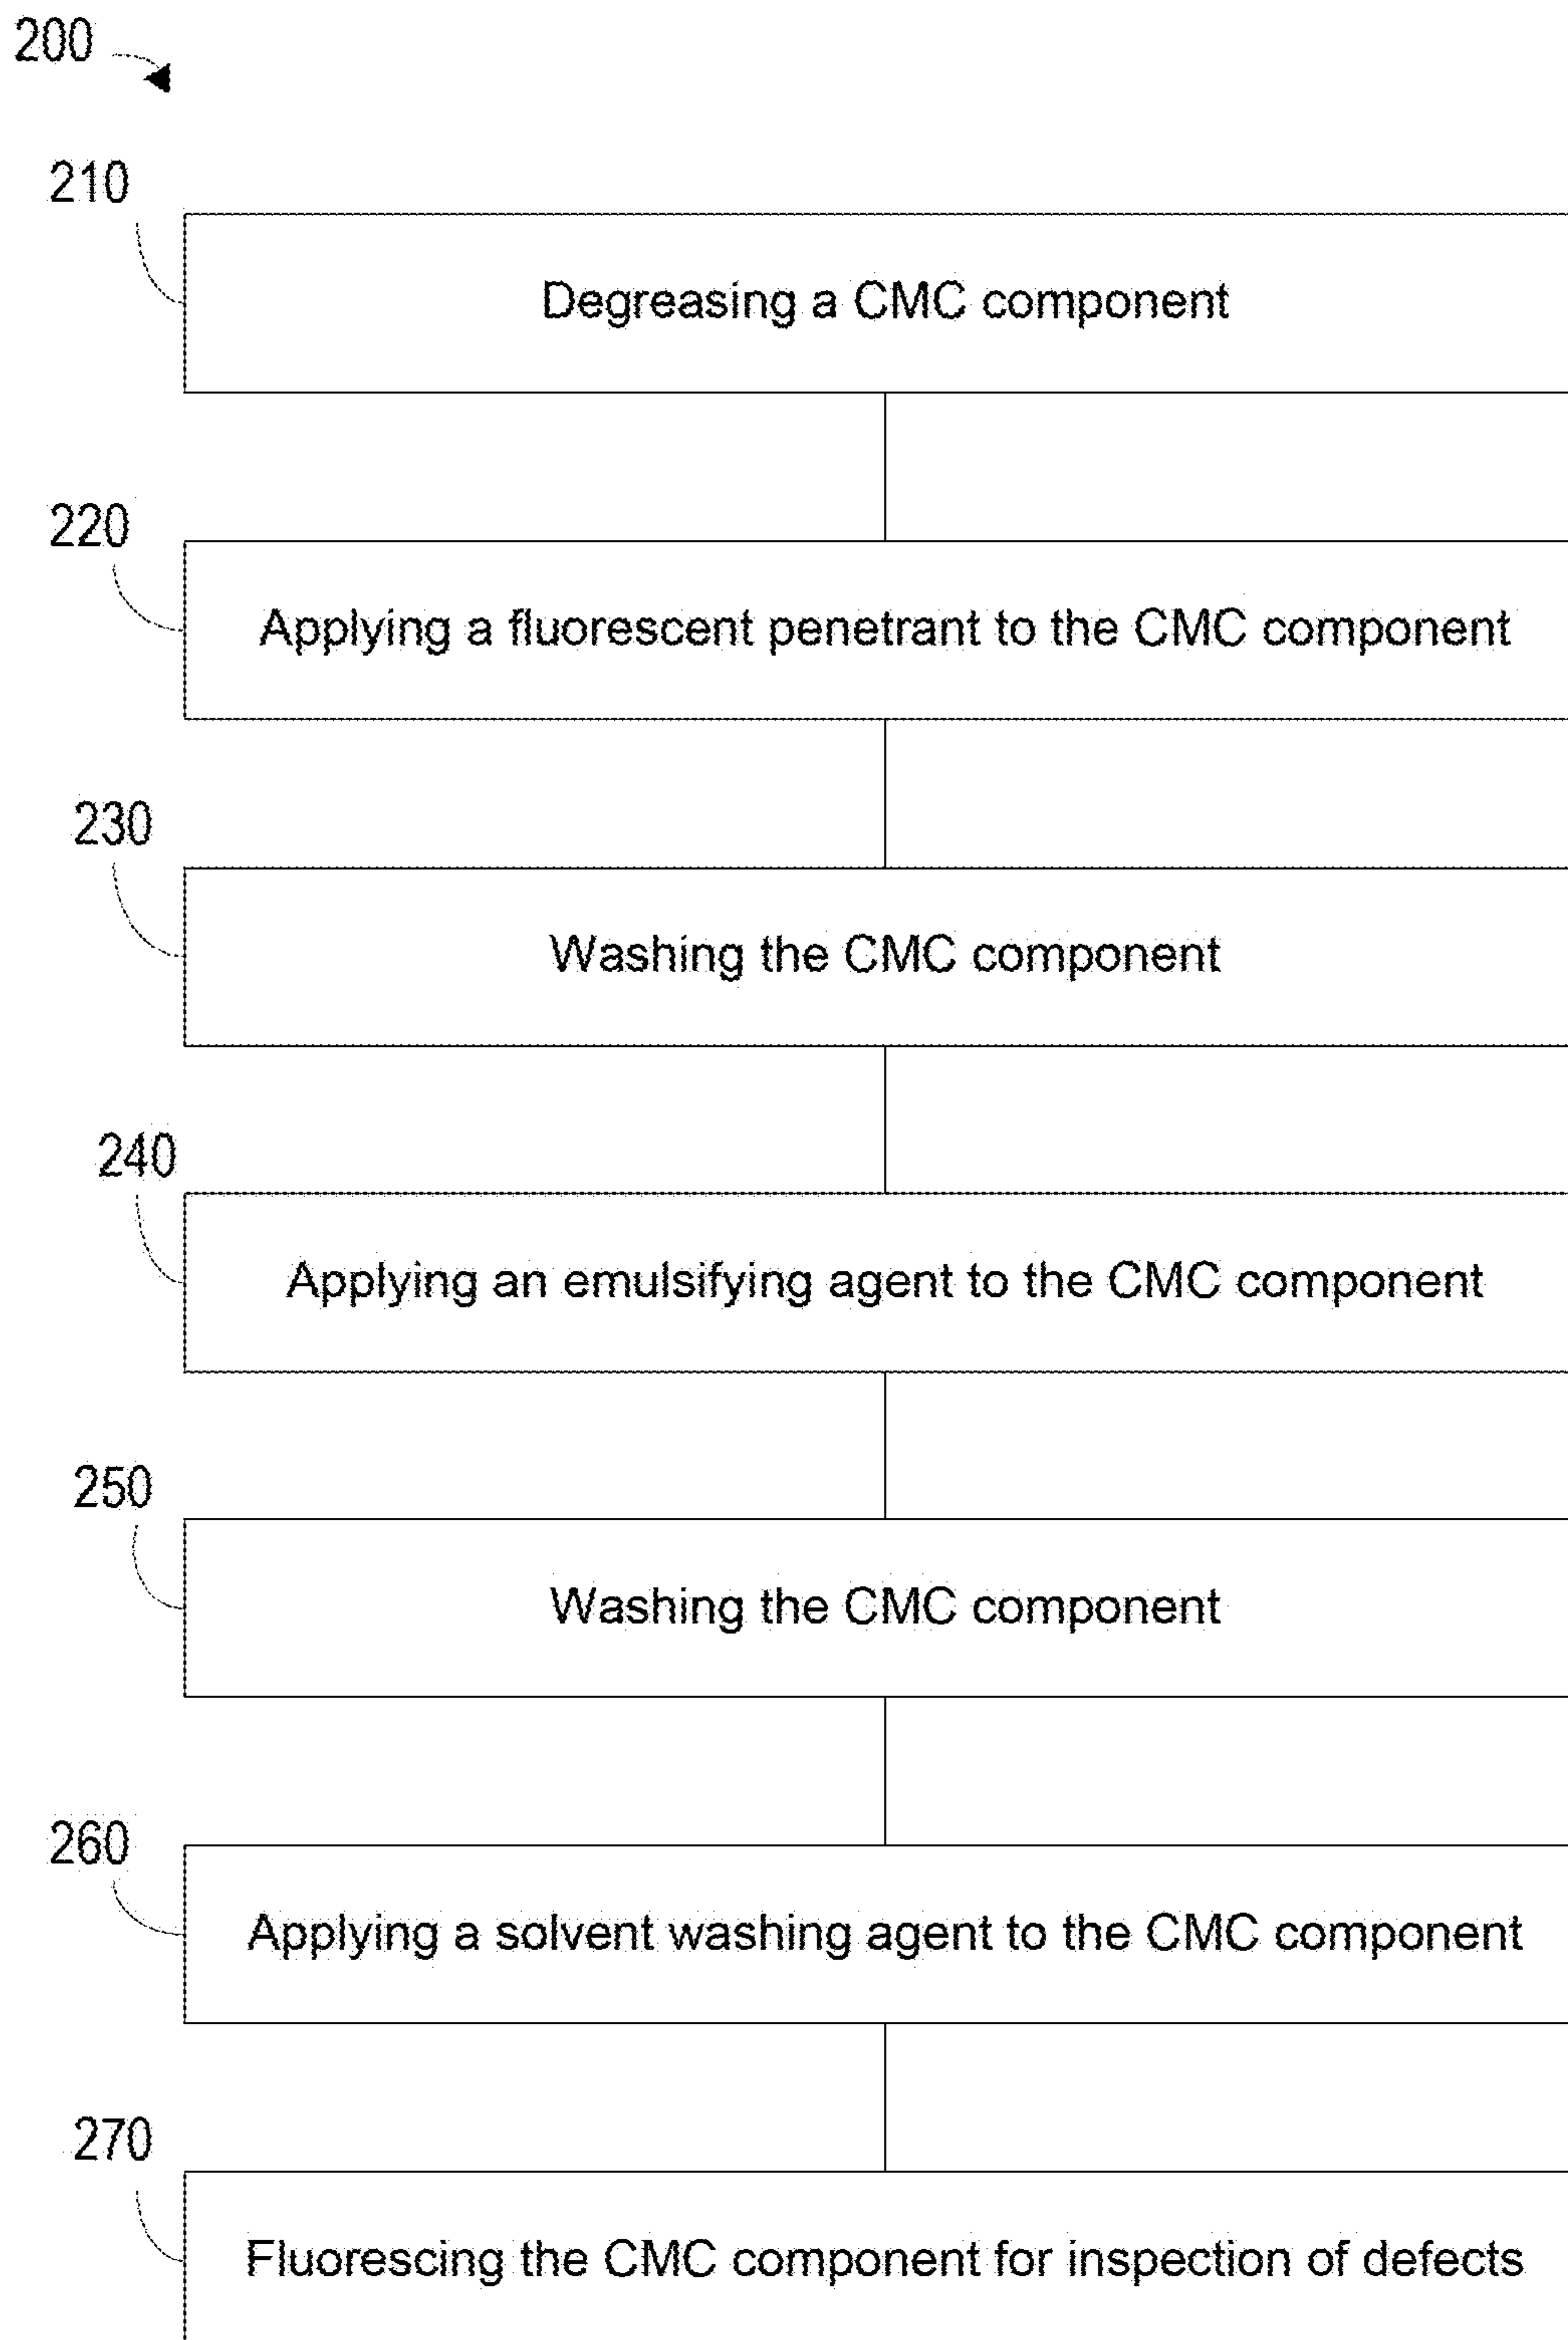 200
210
Degreasing a CMC component
220
Applying a fluorescent penetrant to the CMC component
230
Washing the CMC component
240
Applying an emulsifying agent to the CMC component
250
Washing the CMC component
260
Applying a solvent washing agent to the CMC component
270
Fluorescing the CMC component for inspection of defects